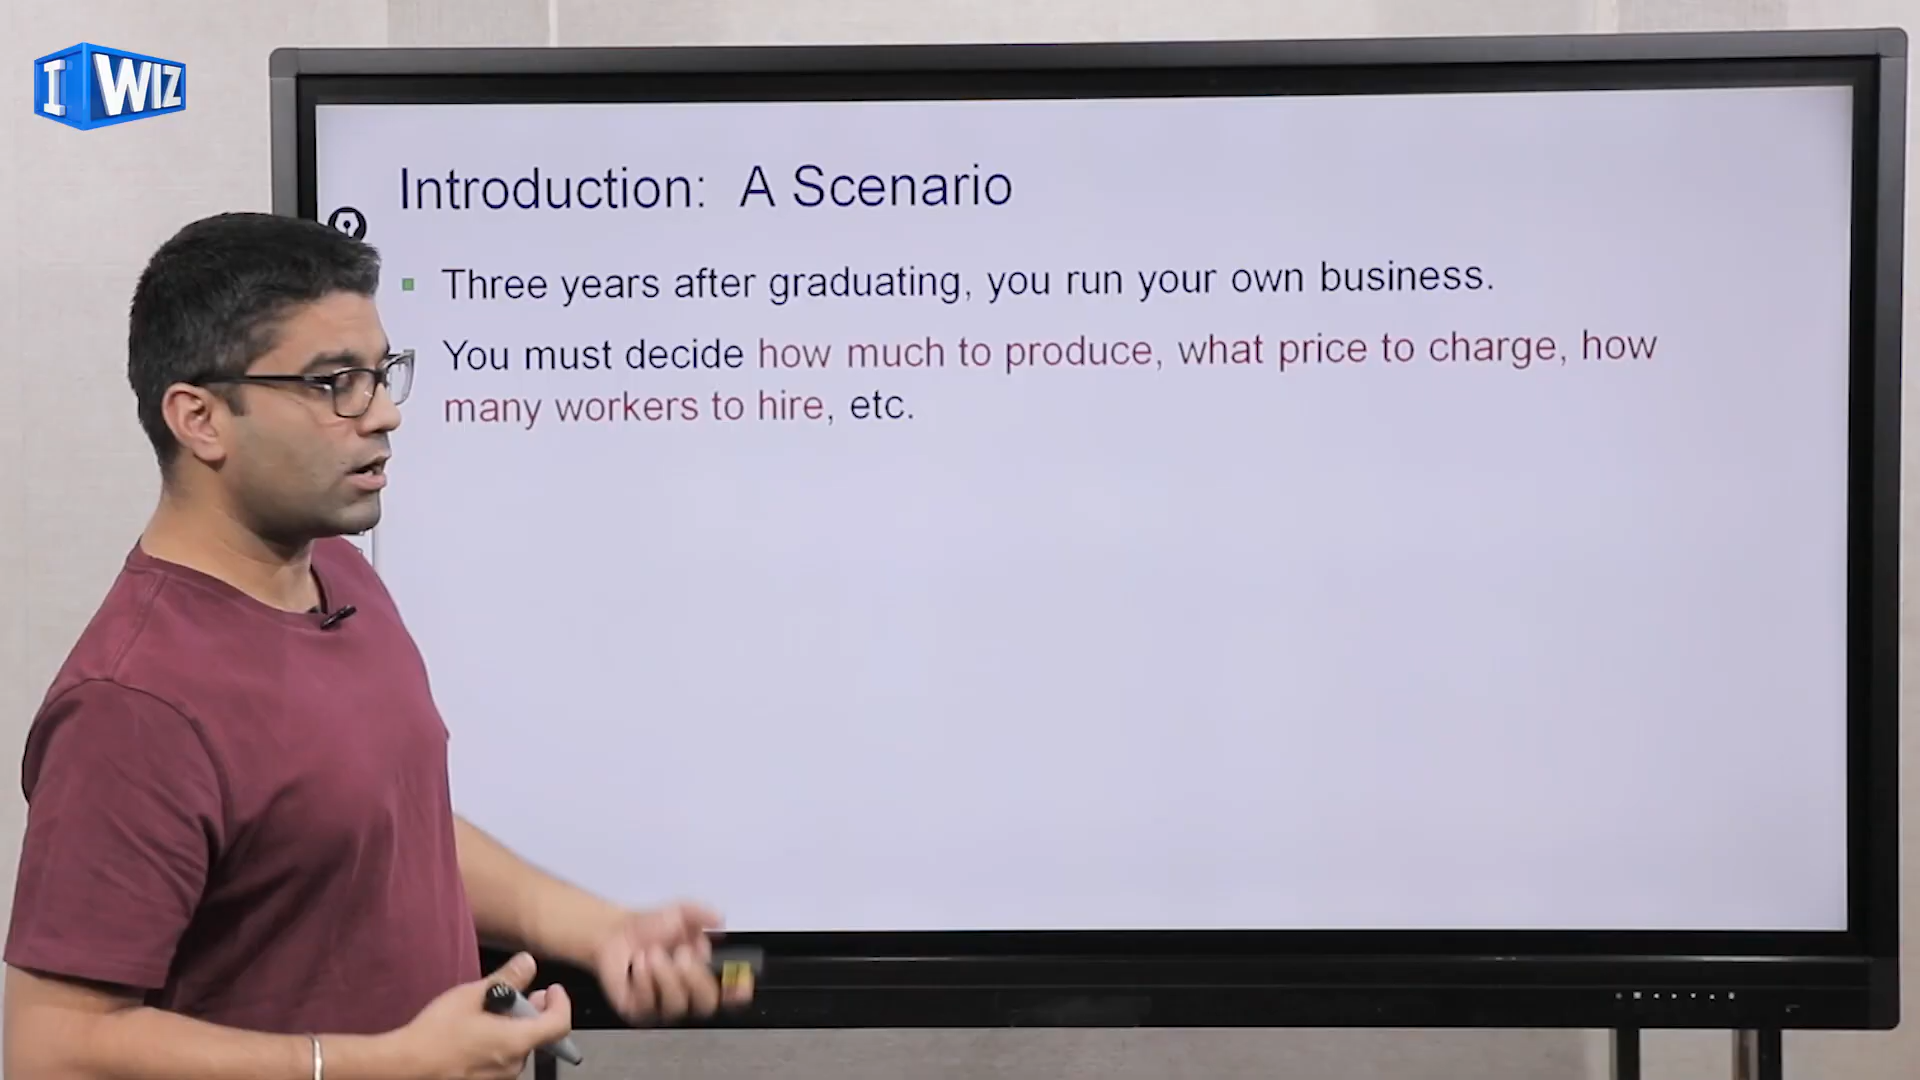 I WIZ
Introduction: A Scenario
Three years after graduating, you run your own business.
You must decide how much to produce, what price to charge, how
many workers to hire, etc.